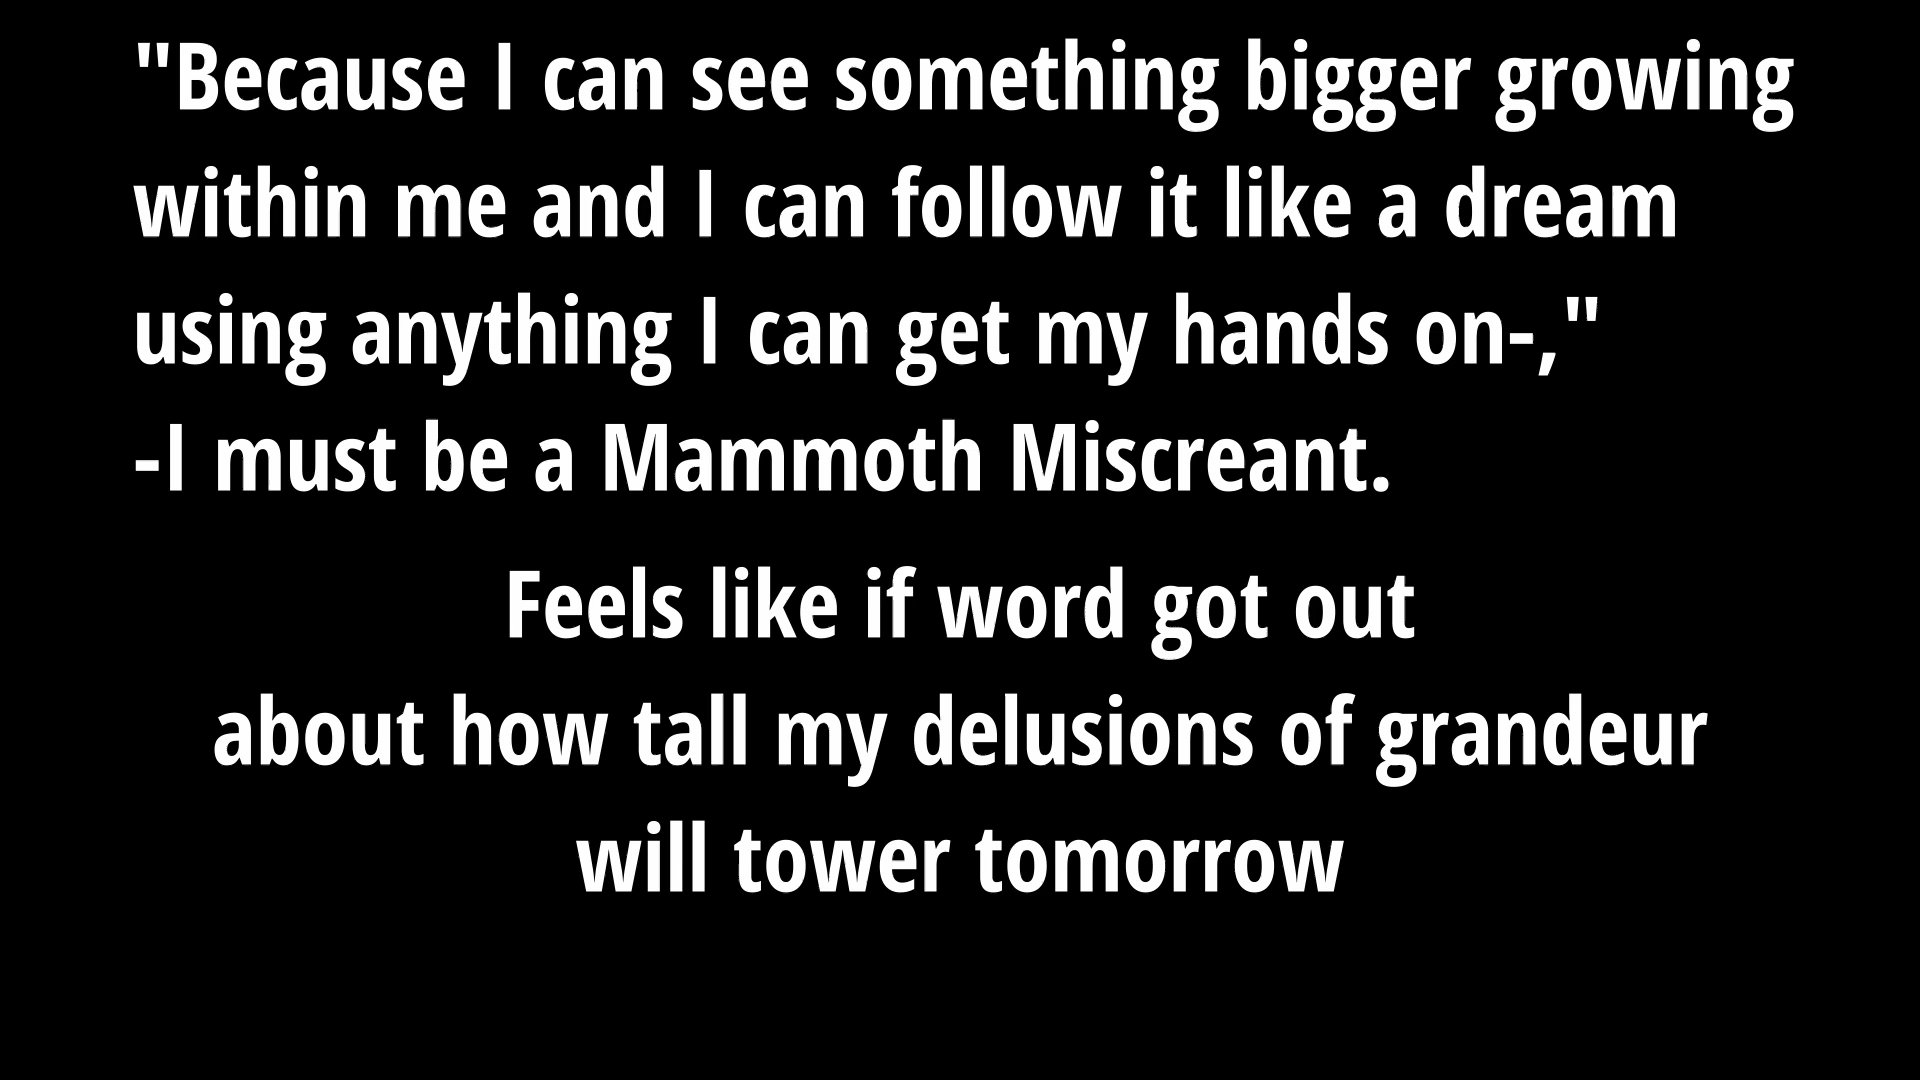 "Because I can see something bigger growing
within me and I can follow it like a dream
using anything I can get my hands on-,"
-I must be a Mammoth Miscreant.
Feels like if word got out
about how tall my delusions of grandeur
will tower tomorrow